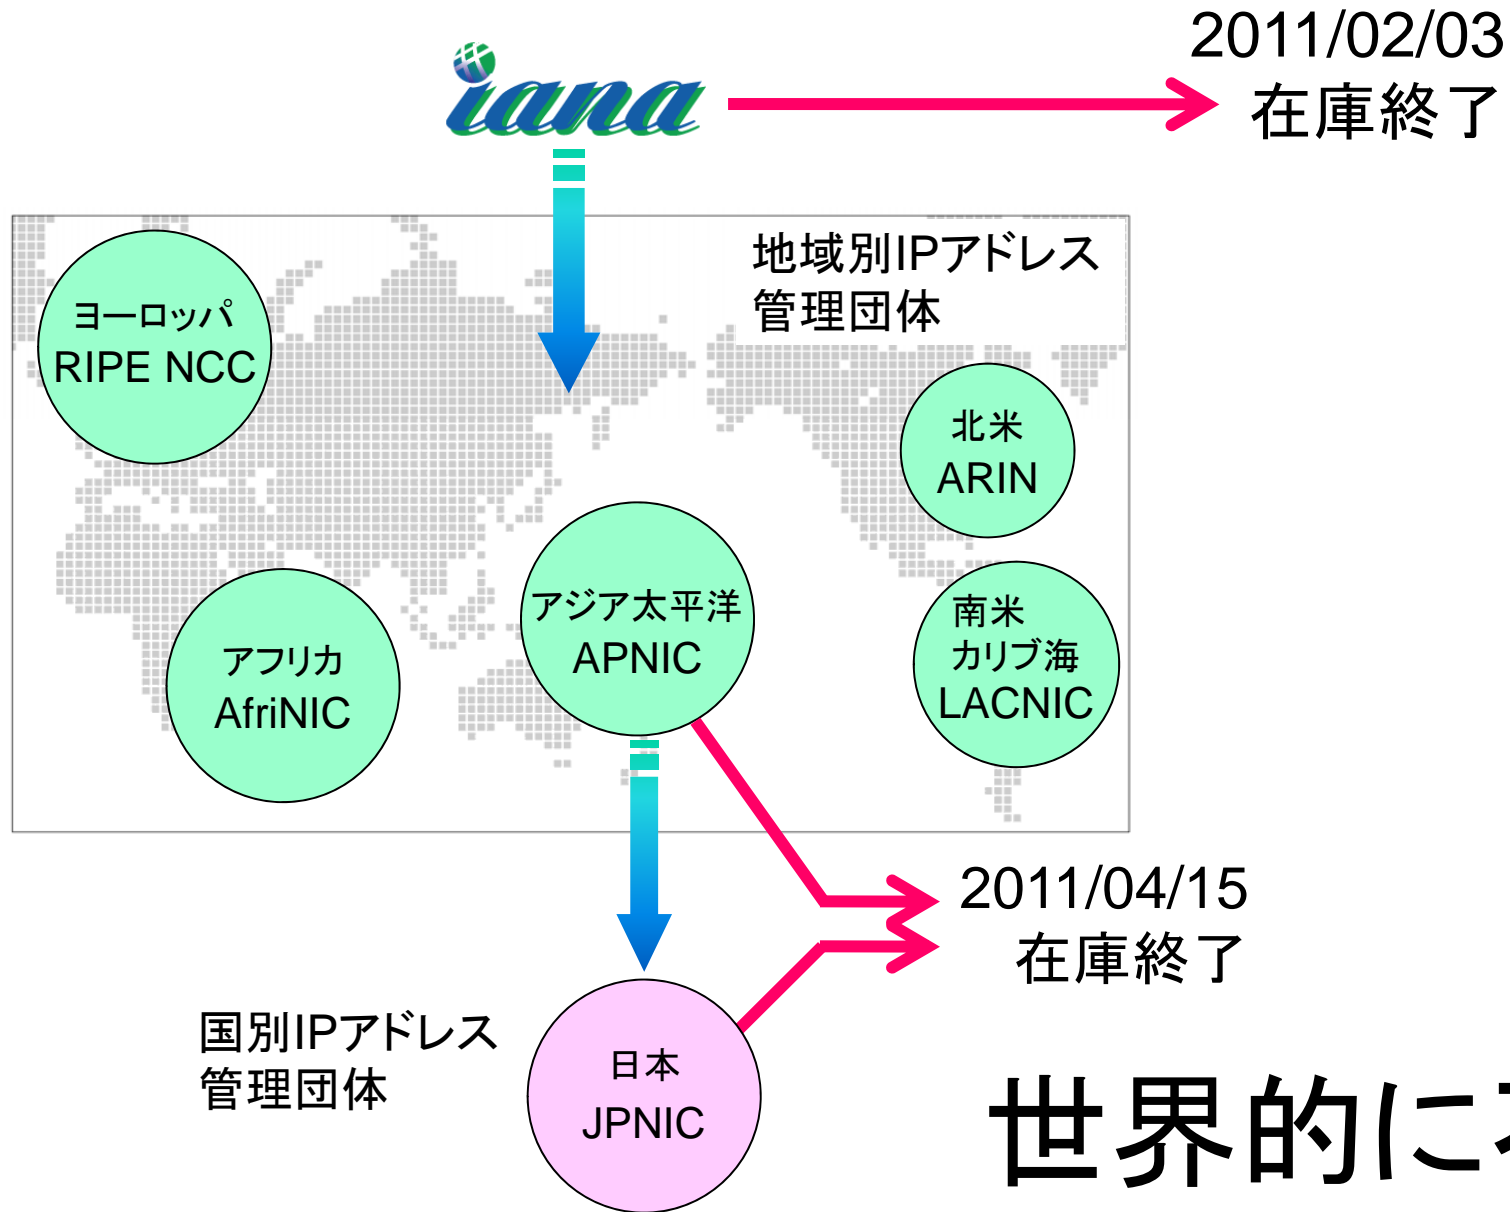 iana
2011/02/03
在庫終了
地域別IPアドレス
管理団体
ヨーロッパ
RIPE NCC
北米
ARIN
アジア太平洋
APNIC
南米
カリブ海
LACNIC
アフリカ
AfriNIC
2011/04/15
在庫終了
国別IPアドレス
管理団体
日本
JPNIC
世界的に